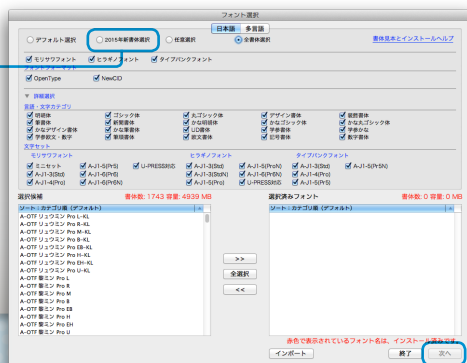 フォント選択
日本語 多言語
デフォルト選択 2015年新書体選択 任意選択 全書体選択 書体見本とインストールヘルプ
モリサワフォント ヒラギノフォント タイプバンクフォント
フォントフォーマット
OpenType NewCID
詳細選択
言語・文字カテゴリ
明朝体 ゴシック体 丸ゴシック体 デザイン書体 装飾書体
筆書体 新聞書体 かな明朝体 かなゴシック体 かな丸ゴシック体
かなデザイン書体 かな筆書体 UD書体 学参書体 学参かな
学参欧文・数字 筆順書体 欧文書体 記号書体 数字書体
文字セット
モリサワフォント ヒラギノフォント タイプバンクフォント
ミニセット A-J1-5(Pr5) U-PRESS対応 A-J1-3(Std) A-J1-5(ProN) A-J1-3(Std) A-J1-5(Pr5N)
A-J1-3(Std) A-J1-6(Pr6) A-J1-3(StdN) A-J1-6(Pr6N) A-J1-4(Pro)
A-J1-4(Pro) A-J1-6(Pr6N) A-J1-5(Pro) U-PRESS対応 A-J1-5(Pr5)
選択候補 書体数: 1743 容量: 4939 MB 選択済みフォント 書体数: 0 容量: 0 MB
ソート：カテゴリ順（デフォルト） ソート：カテゴリ順（デフォルト）
A-OTF リュウミン Pro L-KL
A-OTF リュウミン Pro R-KL
A-OTF リュウミン Pro M-KL
A-OTF リュウミン Pro B-KL
A-OTF リュウミン Pro EB-KL
A-OTF リュウミン Pro H-KL
A-OTF リュウミン Pro EH-KL
A-OTF リュウミン Pro U-KL
A-OTF 黎ミン Pro L
A-OTF 黎ミン Pro R
A-OTF 黎ミン Pro M
A-OTF 黎ミン Pro B
A-OTF 黎ミン Pro EB
A-OTF 黎ミン Pro H
A-OTF 黎ミン Pro EH
A-OTF 黎ミン Pro U
>>
全選択
<<
赤色で表示されているフォント名は、インストール済みです。
インポート 終了 次へ